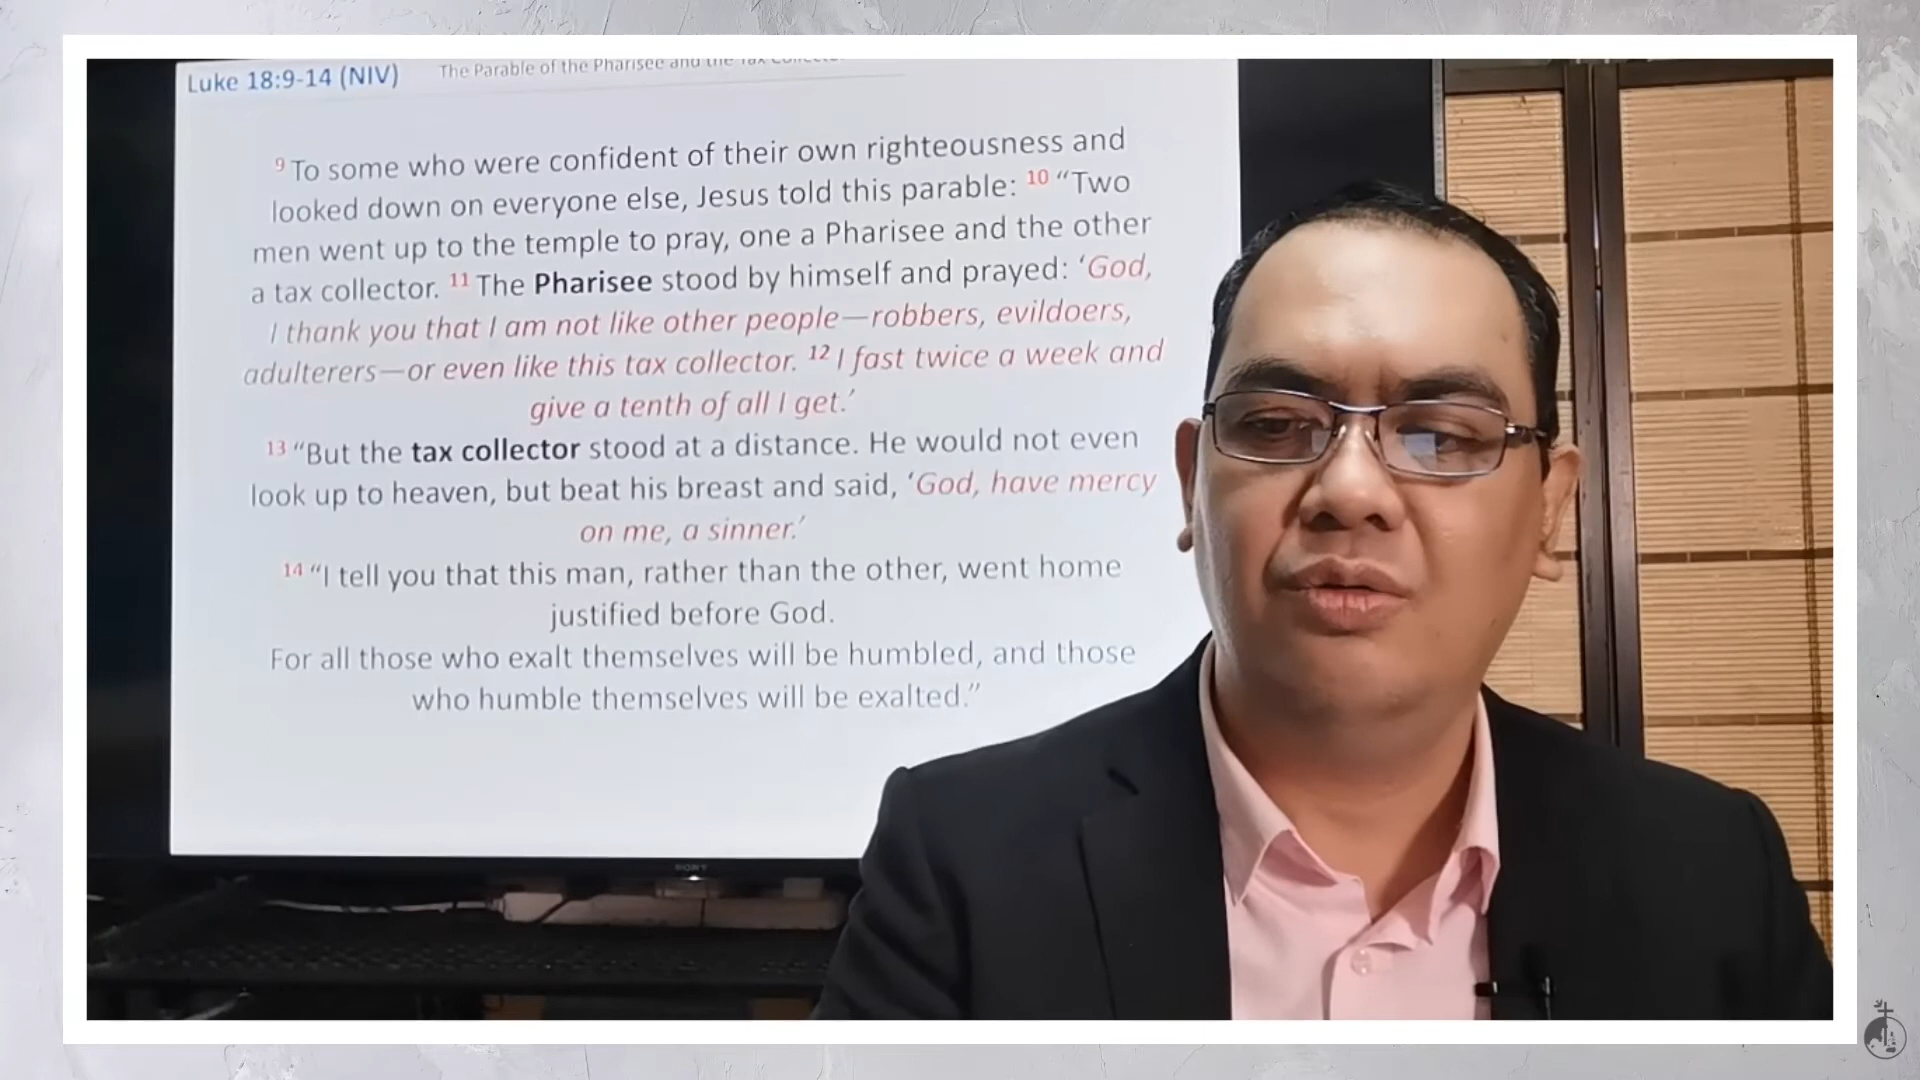 Luke 18:9-14 (NIV)
The Parable of the Pharisee and the Tax
9 To some who were confident of their own righteousness and
looked down on everyone else, Jesus told this parable: 10 “Two
men went up to the temple to pray, one a Pharisee and the other
a tax collector. 11 The Pharisee stood by himself and prayed: ‘God,
I thank you that I am not like other people—robbers, evildoers,
adulterers—or even like this tax collector. 12 I fast twice a week and
give a tenth of all I get.’
13 “But the tax collector stood at a distance. He would not even
look up to heaven, but beat his breast and said, ‘God, have mercy
on me, a sinner.’
14 “I tell you that this man, rather than the other, went home
justified before God.
For all those who exalt themselves will be humbled, and those
who humble themselves will be exalted.”
SONY